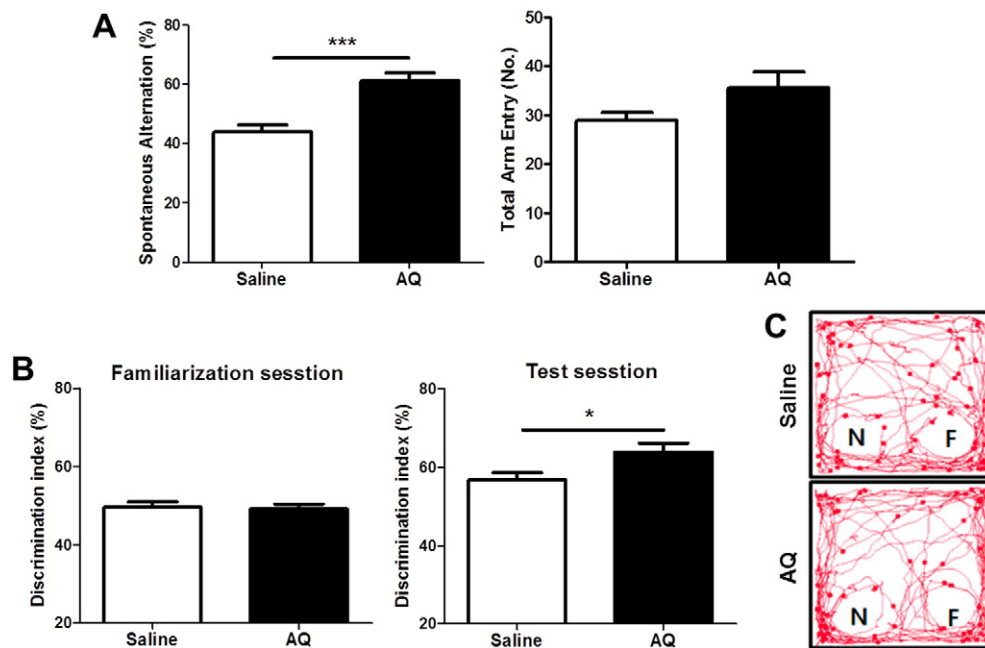 A
Spontaneous Alternation (%)
80
60
40
20
0
***
Saline
AQ
Total Arm Entry (No.)
50
40
30
20
10
0
Saline
AQ
B
Familiarization sesstion
Discrimination index (%)
80
60
40
20
Saline
AQ
Test sesstion
Discrimination index (%)
80
60
40
20
*
Saline
AQ
C
Saline
N F
AQ
N F